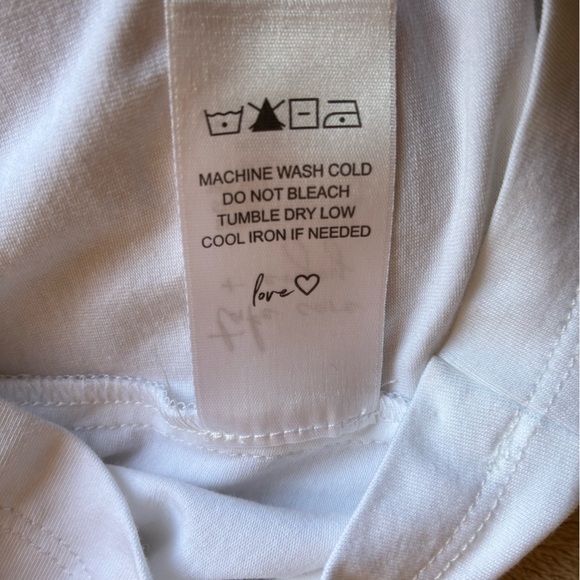 MACHINE WASH COLD
DO NOT BLEACH
TUMBLE DRY LOW
COOL IRON IF NEEDED
love♡